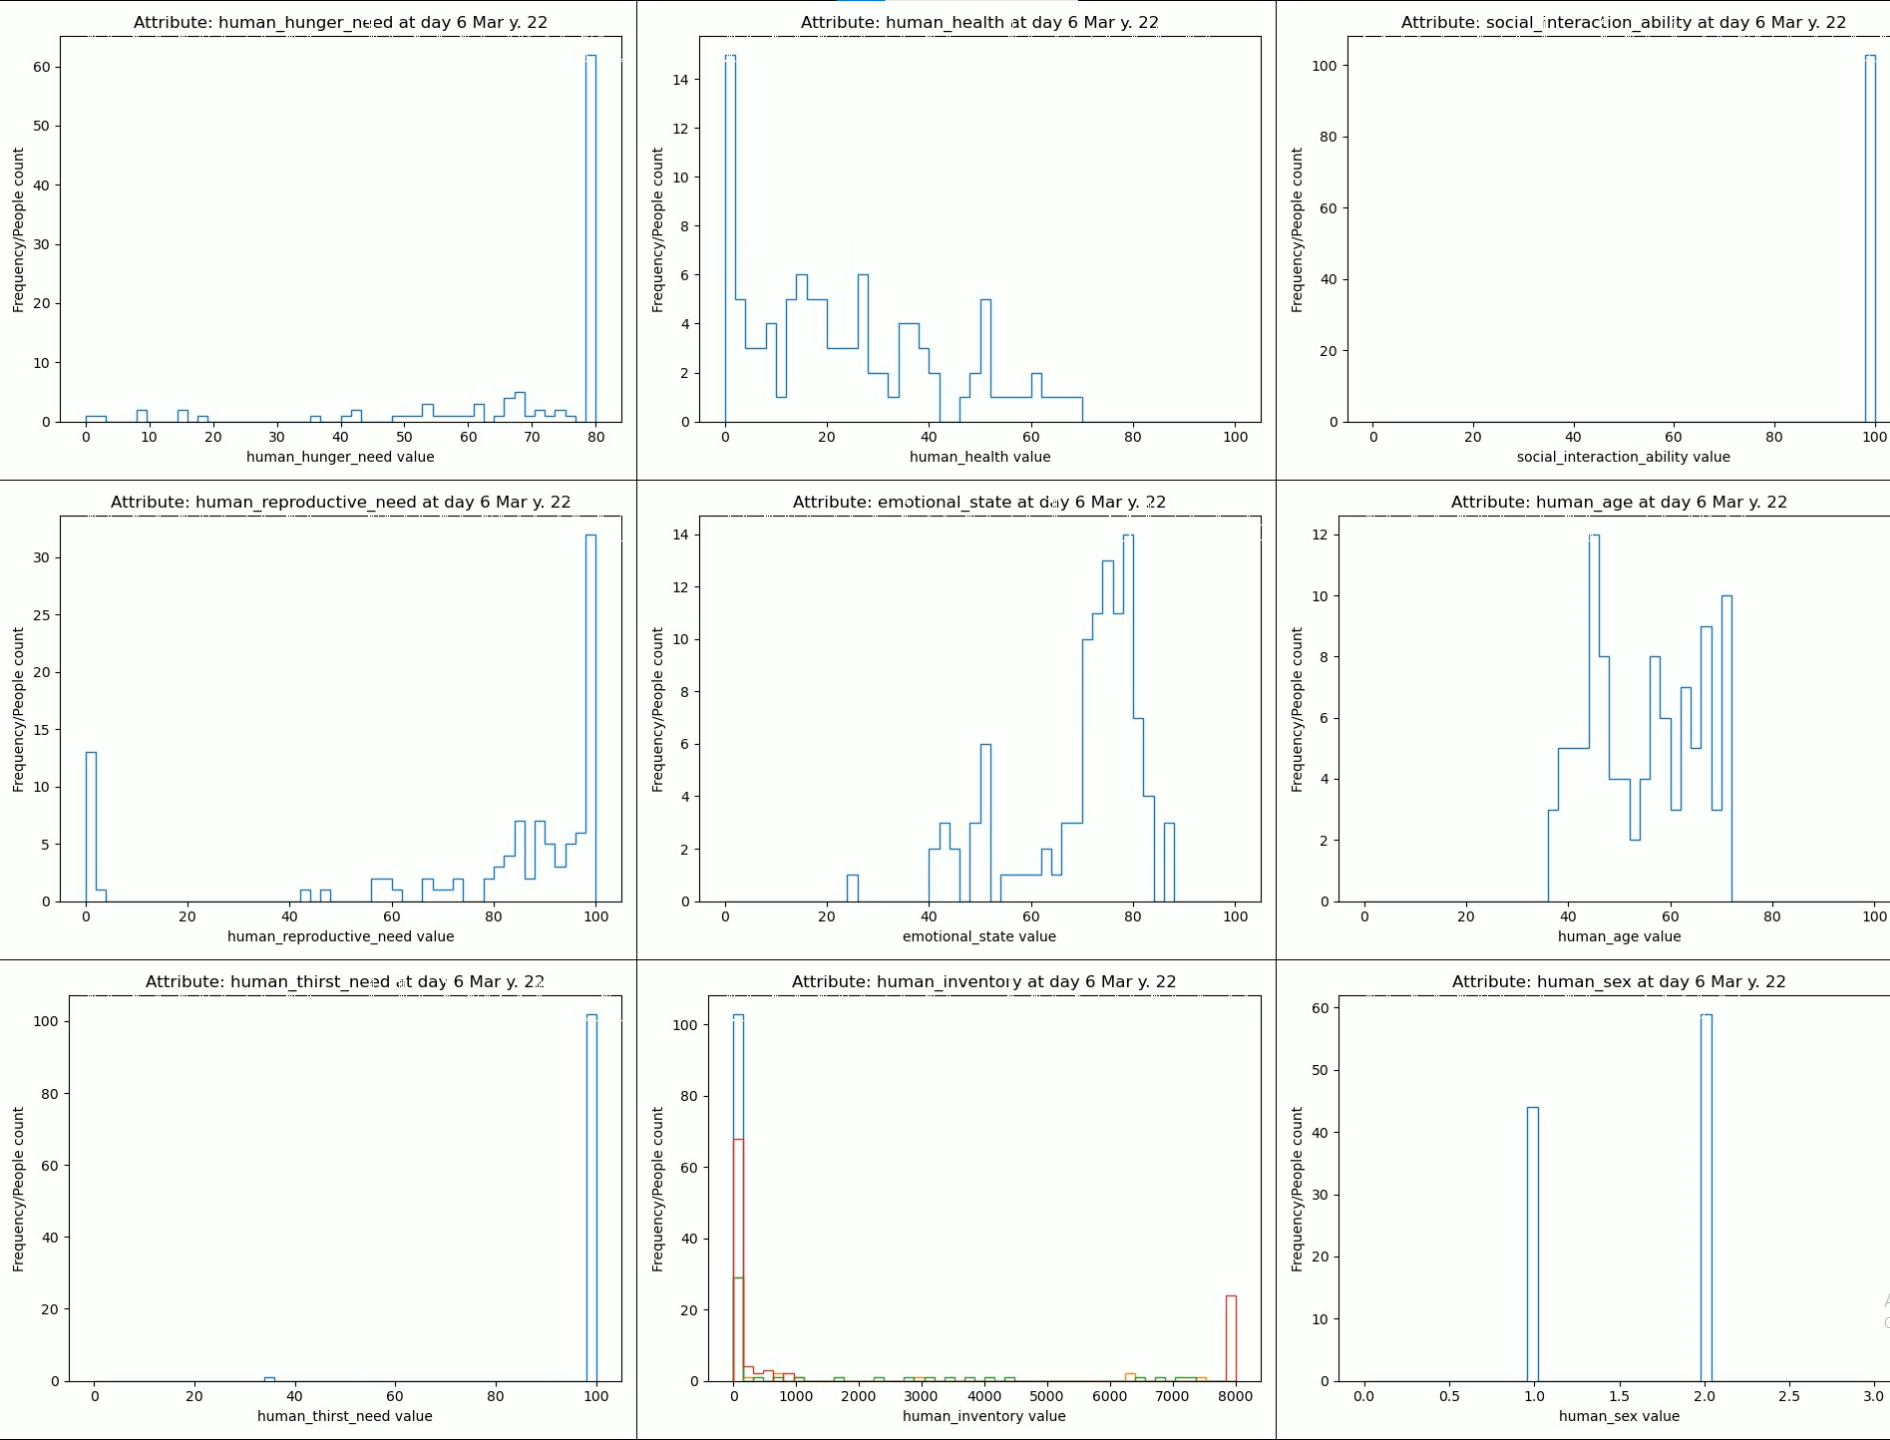 Attribute: human_hunger_need at day 6 Mar y. 22
Frequency/People count
60
50
40
30
20
10
0
0 10 20 30 40 50 60 70 80
human_hunger_need value
Attribute: human_health at day 6 Mar y. 22
Frequency/People count
14
12
10
8
6
4
2
0
0 20 40 60 80 100
human_health value
Attribute: social_interaction_ability at day 6 Mar y. 22
Frequency/People count
100
80
60
40
20
0
0 20 40 60 80 100
social_interaction_ability value
Attribute: human_reproductive_need at day 6 Mar y. 22
Frequency/People count
30
25
20
15
10
5
0
0 20 40 60 80 100
human_reproductive_need value
Attribute: emotional_state at day 6 Mar y. 22
Frequency/People count
14
12
10
8
6
4
2
0
0 20 40 60 80 100
emotional_state value
Attribute: human_age at day 6 Mar y. 22
Frequency/People count
12
10
8
6
4
2
0
0 20 40 60 80 100
human_age value
Attribute: human_thirst_need at day 6 Mar y. 22
Frequency/People count
100
80
60
40
20
0
0 20 40 60 80 100
human_thirst_need value
Attribute: human_inventory at day 6 Mar y. 22
Frequency/People count
100
80
60
40
20
0
0 1000 2000 3000 4000 5000 6000 7000 8000
human_inventory value
Attribute: human_sex at day 6 Mar y. 22
Frequency/People count
60
50
40
30
20
10
0
0.0 0.5 1.0 1.5 2.0 2.5 3.0
human_sex value